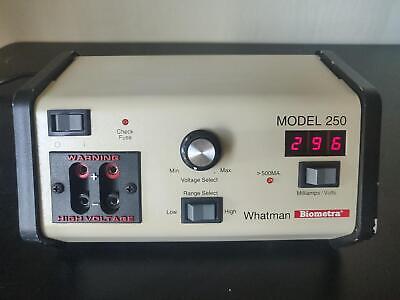 MODEL 250
296
O I
Check
Fuse
Min. Max.
Voltage Select
>500MA.
Milliamps / Volts
WARNING
+
−
HIGH VOLTAGE
Range Select
Low High
Whatman Biometra®